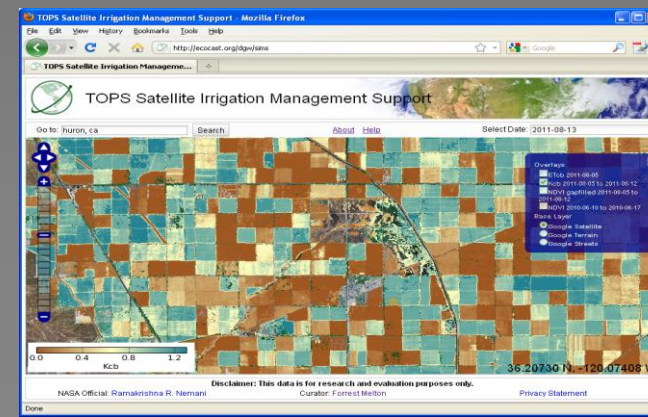 TOPS Satellite Irrigation Management Support - Mozilla Firefox
File Edit View History Bookmarks Tools Help
http://ecocast.org/dgw/sims
Google
TOPS Satellite Irrigation Manageme...
TOPS Satellite Irrigation Management Support
Go to: huron, ca Search About Help Select Date: 2011-08-13
Overlays
ETcb 2011-08-05
Kcb 2011-08-05 to 2011-08-12
NDVI gapfilled 2011-08-05 to
2011-08-12
NDVI 2010-06-10 to 2010-06-17
Base Layer
Google Satellite
Google Terrain
Google Streets
0.0 0.4 0.8 1.2
Kcb
36.20730 N, -120.07408 W
Disclaimer: This data is for research and evaluation purposes only.
NASA Official: Ramakrishna R. Nemani Curator: Forrest Melton Privacy Statement
Done